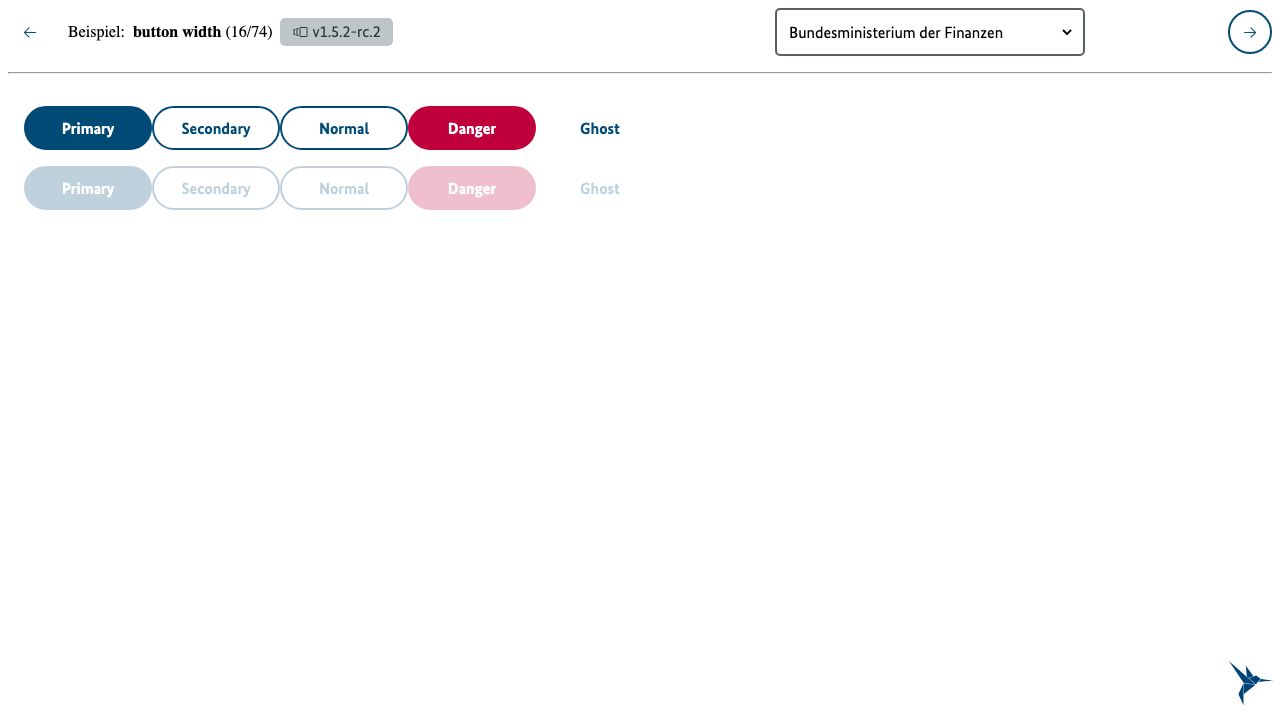 Beispiel: button width (16/74) v1.5.2-rc.2 Bundesministerium der Finanzen
Primary Secondary Normal Danger Ghost
Primary Secondary Normal Danger Ghost